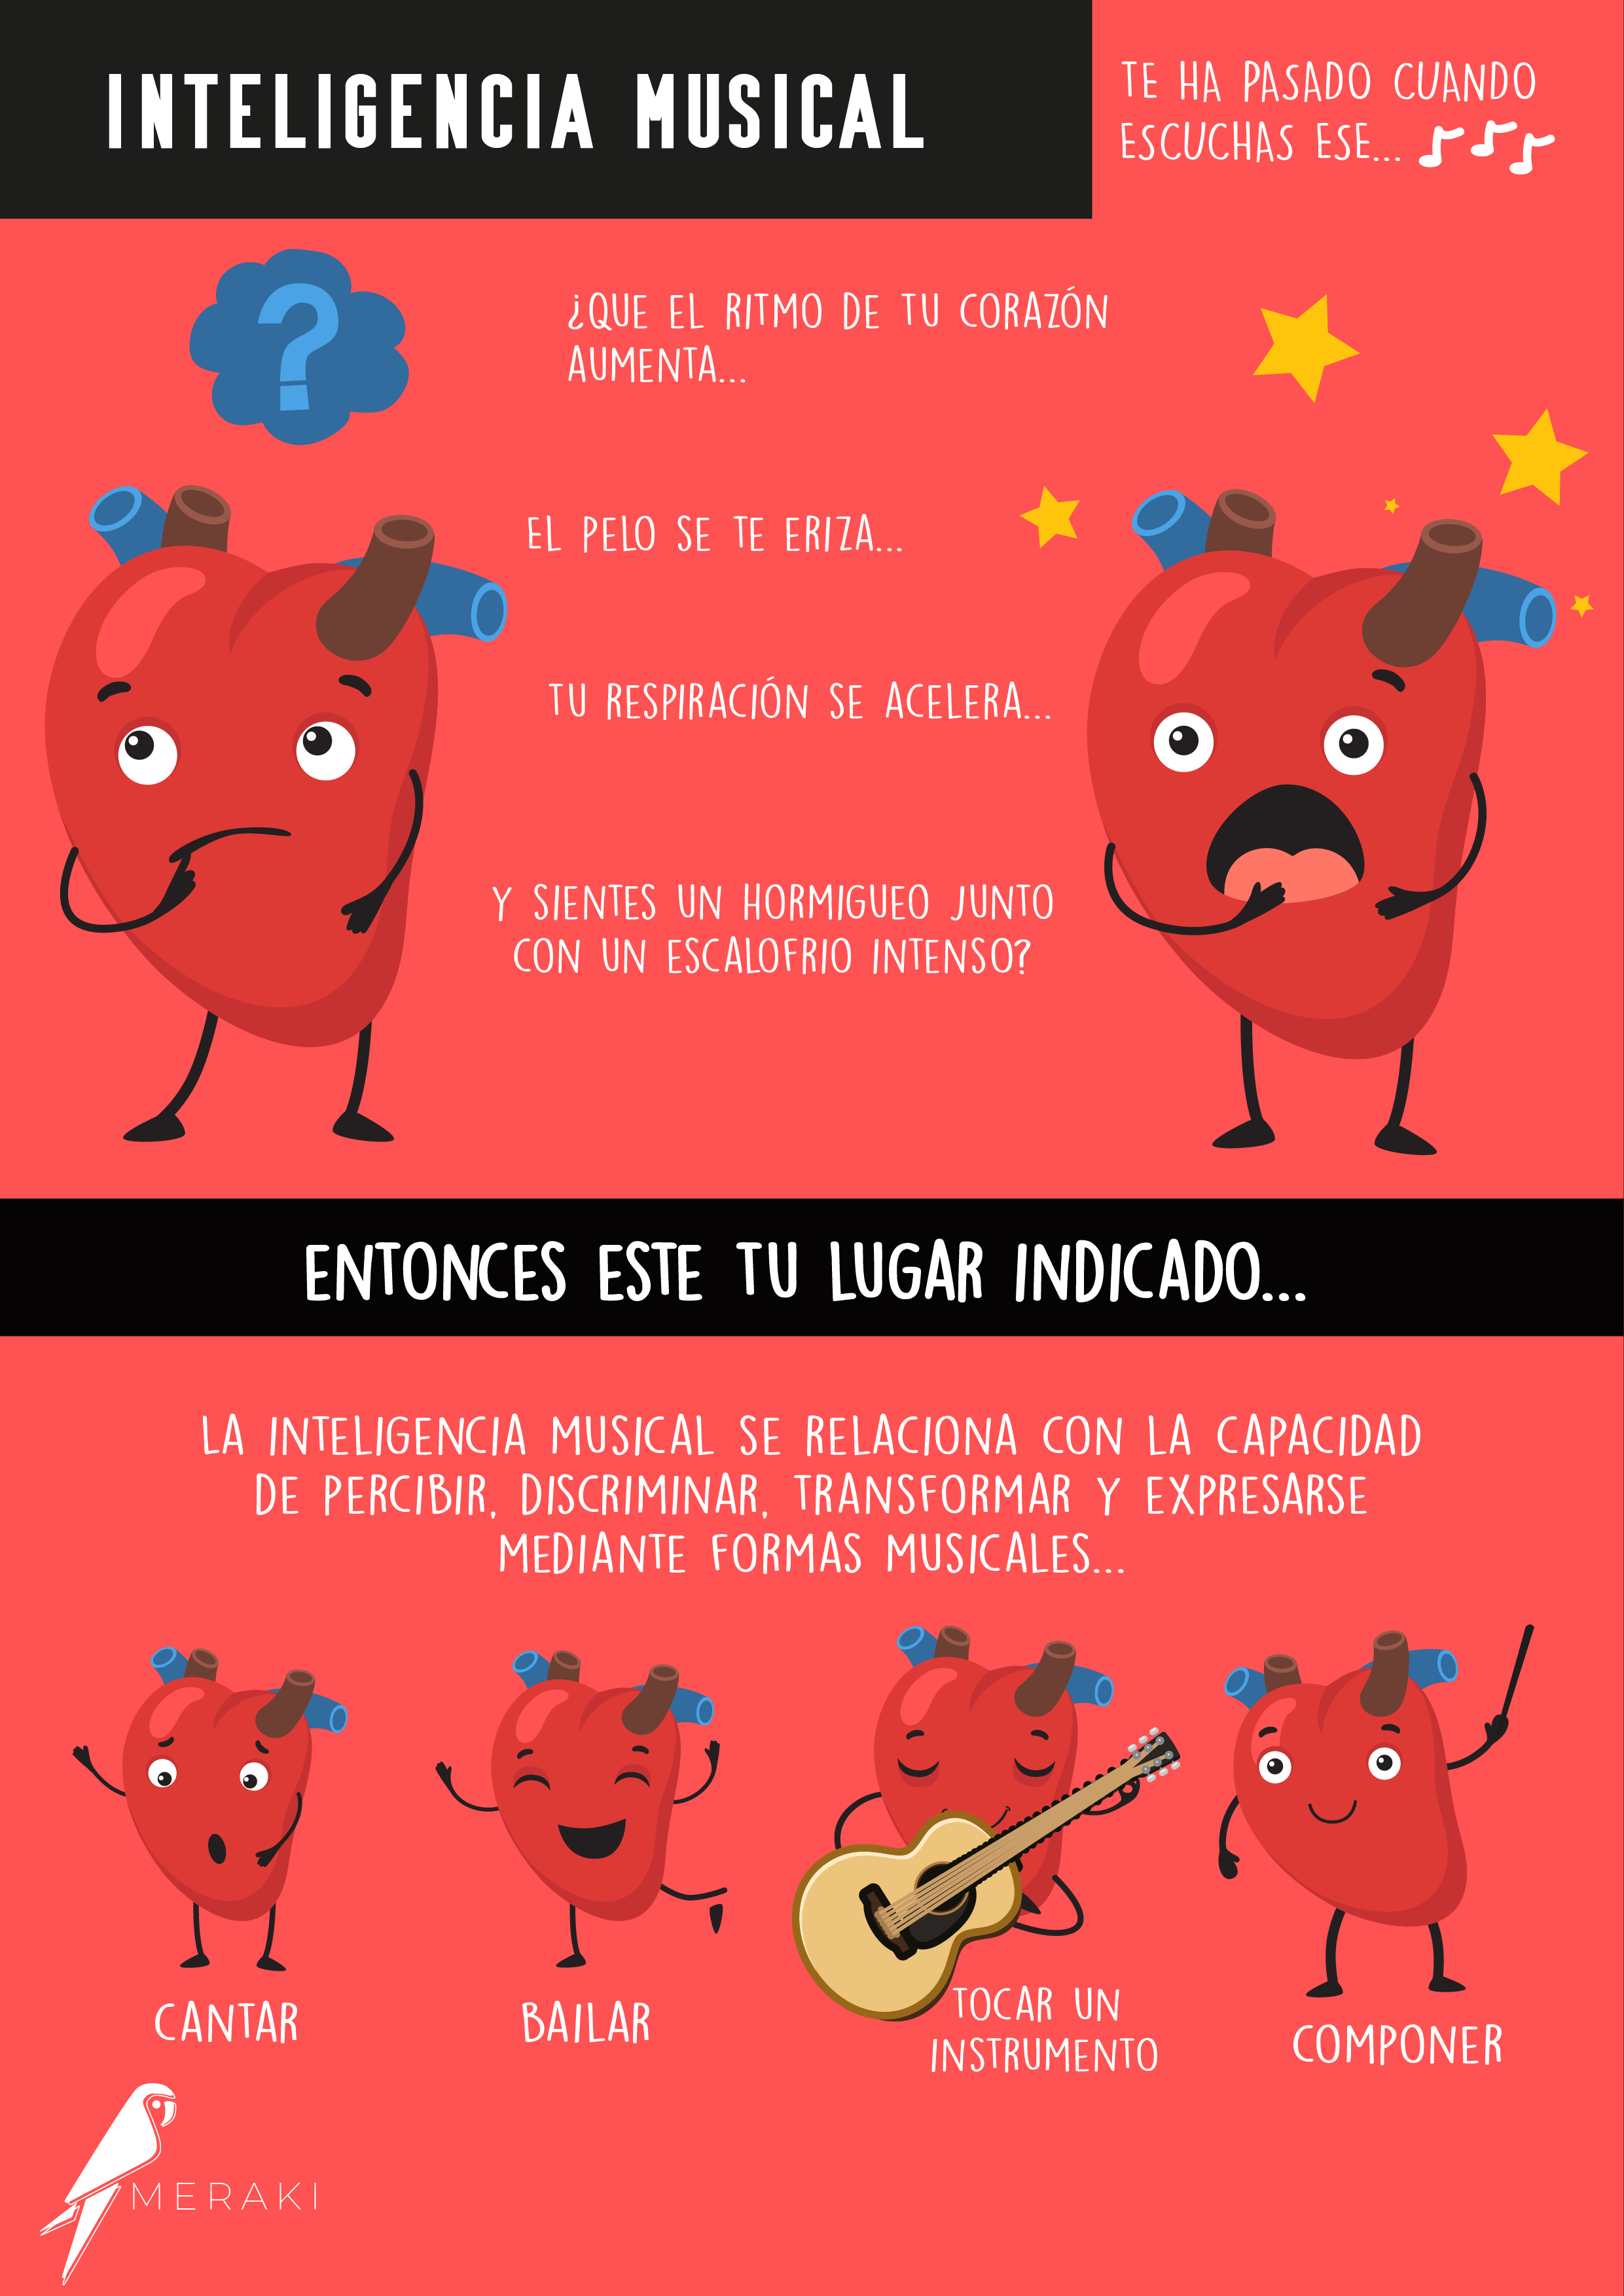 INTELIGENCIA MUSICAL
TE HA PASADO CUANDO
ESCUCHAS ESE...
¿QUE EL RITMO DE TU CORAZÓN
AUMENTA...
EL PELO SE TE ERIZA...
TU RESPIRACIÓN SE ACELERA...
Y SIENTES UN HORMIGUEO JUNTO
CON UN ESCALOFRIO INTENSO?
ENTONCES ESTE TU LUGAR INDICADO...
LA INTELIGENCIA MUSICAL SE RELACIONA CON LA CAPACIDAD
DE PERCIBIR, DISCRIMINAR, TRANSFORMAR Y EXPRESARSE
MEDIANTE FORMAS MUSICALES...
CANTAR
BAILAR
TOCAR UN
INSTRUMENTO
COMPONER
MERAKI